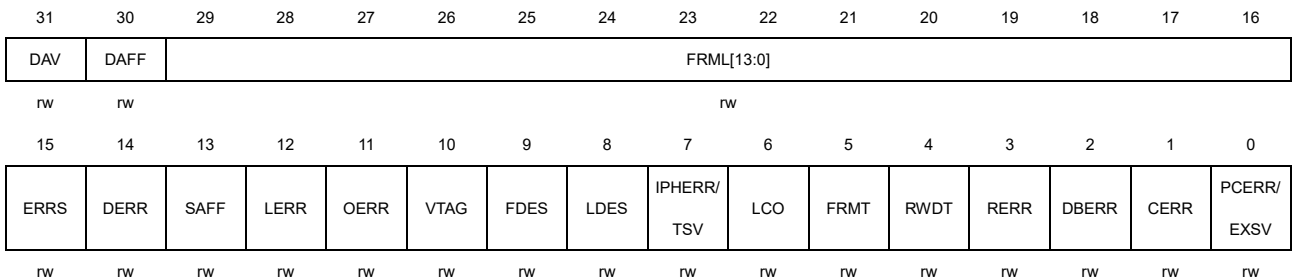 31 30 29 28 27 26 25 24 23 22 21 20 19 18 17 16
DAV DAFF FRML[13:0]
rw rw rw
15 14 13 12 11 10 9 8 7 6 5 4 3 2 1 0
ERRS DERR SAFF LERR OERR VTAG FDES LDES IPHERR/ TSV LCO FRMT RWDT RERR DBERR CERR PCERR/ EXSV
rw rw rw rw rw rw rw rw rw rw rw rw rw rw rw rw